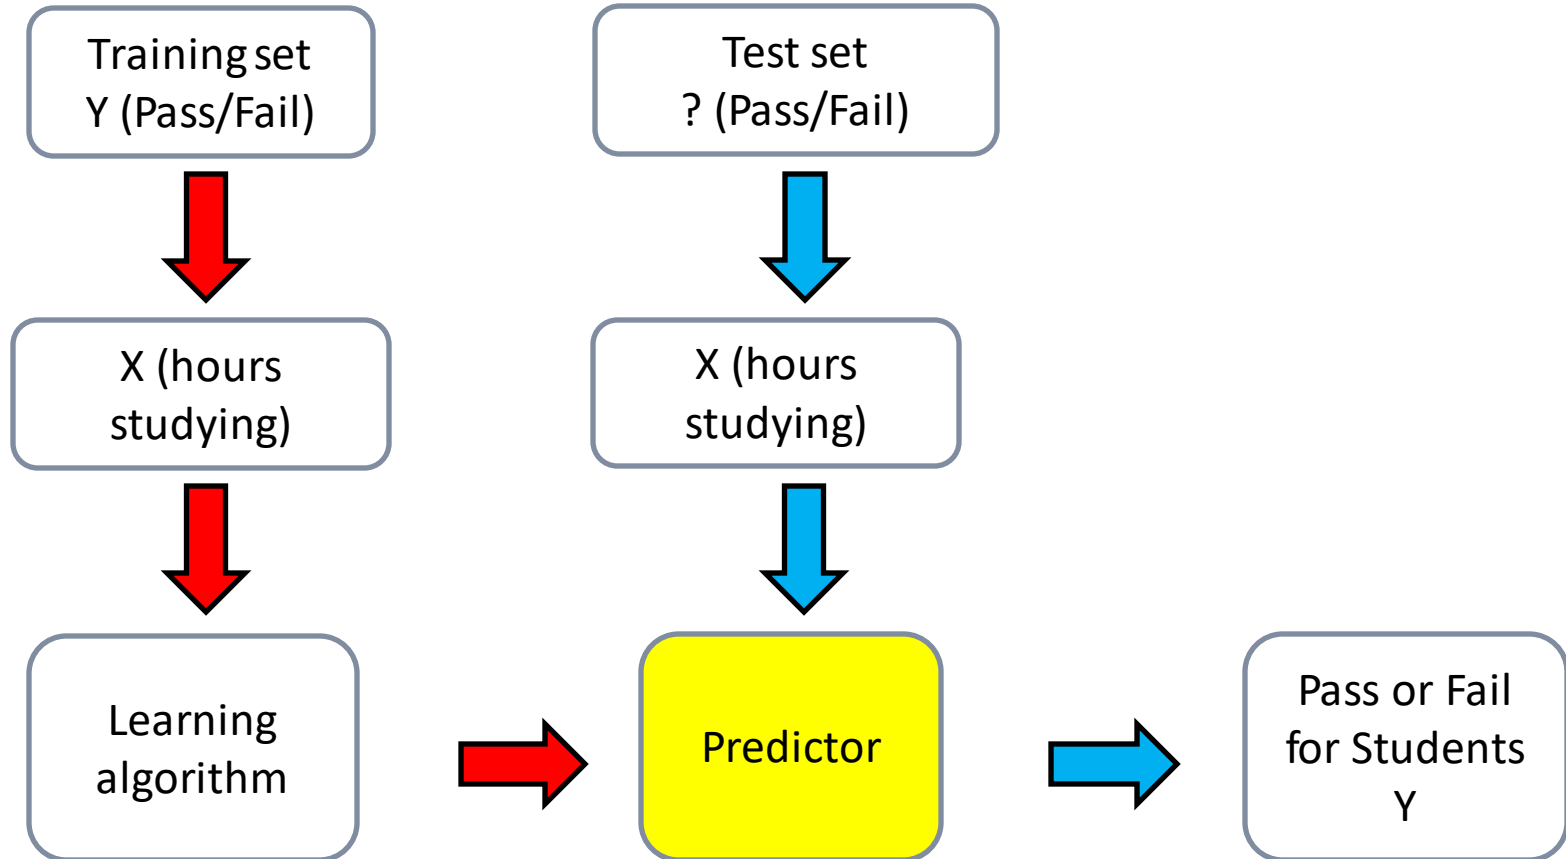 Training set
Y (Pass/Fail)
Test set
? (Pass/Fail)
X (hours
studying)
X (hours
studying)
Learning
algorithm
Predictor
Pass or Fail
for Students
Y